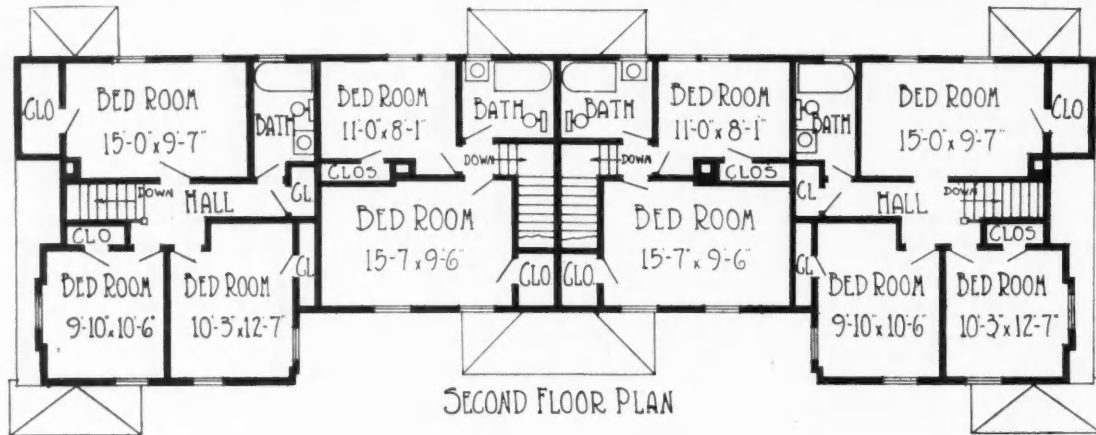 CLO
BED ROOM
15'-0" x 9'-7"
BATH
BED ROOM
11'-0" x 8'-1"
BATH
BATH
BED ROOM
11'-0" x 8'-1"
BATH
BED ROOM
15'-0" x 9'-7"
CLO
DOWN
HALL
CL
CLOS
DOWN
DOWN
CLOS
CL
HALL
DOWN
CLO
BED ROOM
9'-10" x 10'-6"
BED ROOM
10'-3" x 12'-7"
CL
BED ROOM
15'-7" x 9'-6"
CLO
CLO
BED ROOM
15'-7" x 9'-6"
CL
BED ROOM
9'-10" x 10'-6"
CLOS
BED ROOM
10'-3" x 12'-7"
SECOND FLOOR PLAN